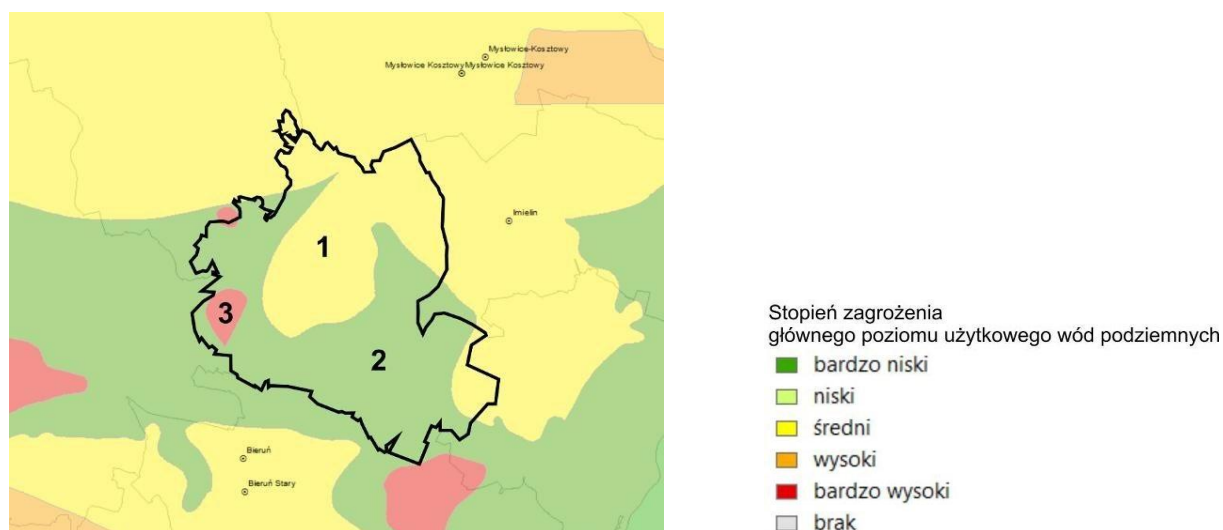 Mysłowice-Kosztowy
Mysłowice Kosztowy Mysłowice Kosztowy
Imielin
1
3
2
Bieruń
Bieruń Stary
Stopień zagrożenia
głównego poziomu użytkowego wód podziemnych
bardzo niski
niski
średni
wysoki
bardzo wysoki
brak